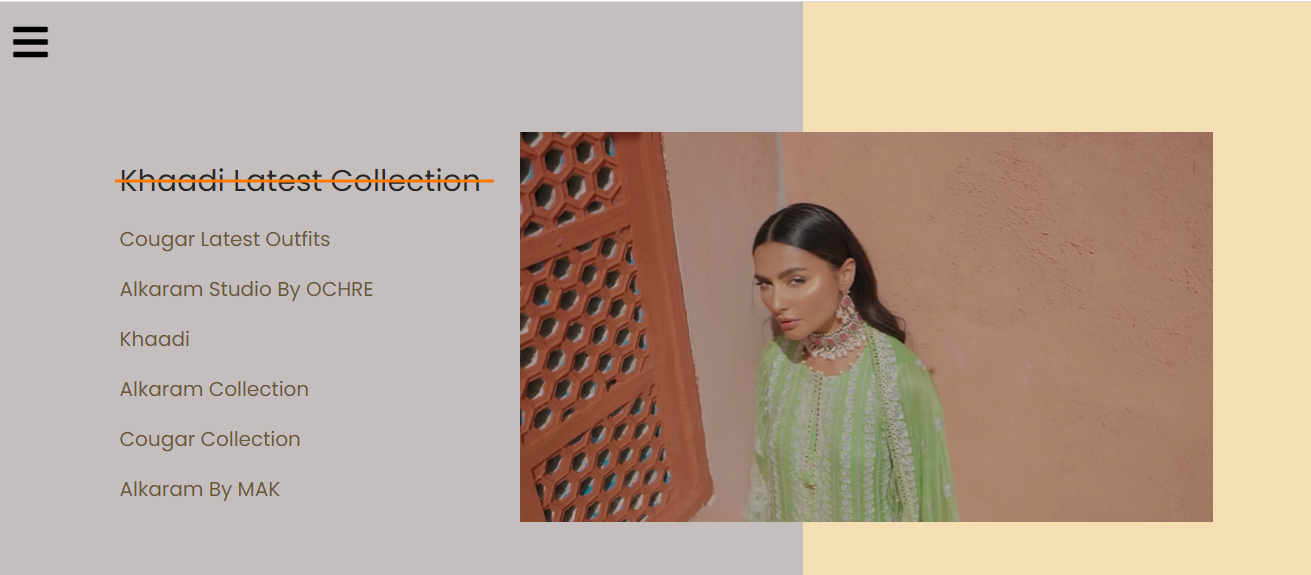 Khaadi Latest Collection
Cougar Latest Outfits
Alkaram Studio By OCHRE
Khaadi
Alkaram Collection
Cougar Collection
Alkaram By MAK